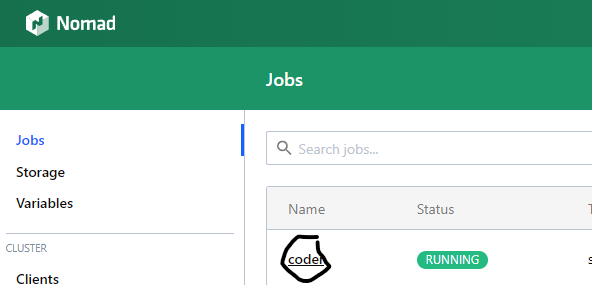 Nomad
Jobs
Jobs
Storage
Variables
CLUSTER
Clients
Search jobs...
Name Status
coder RUNNING